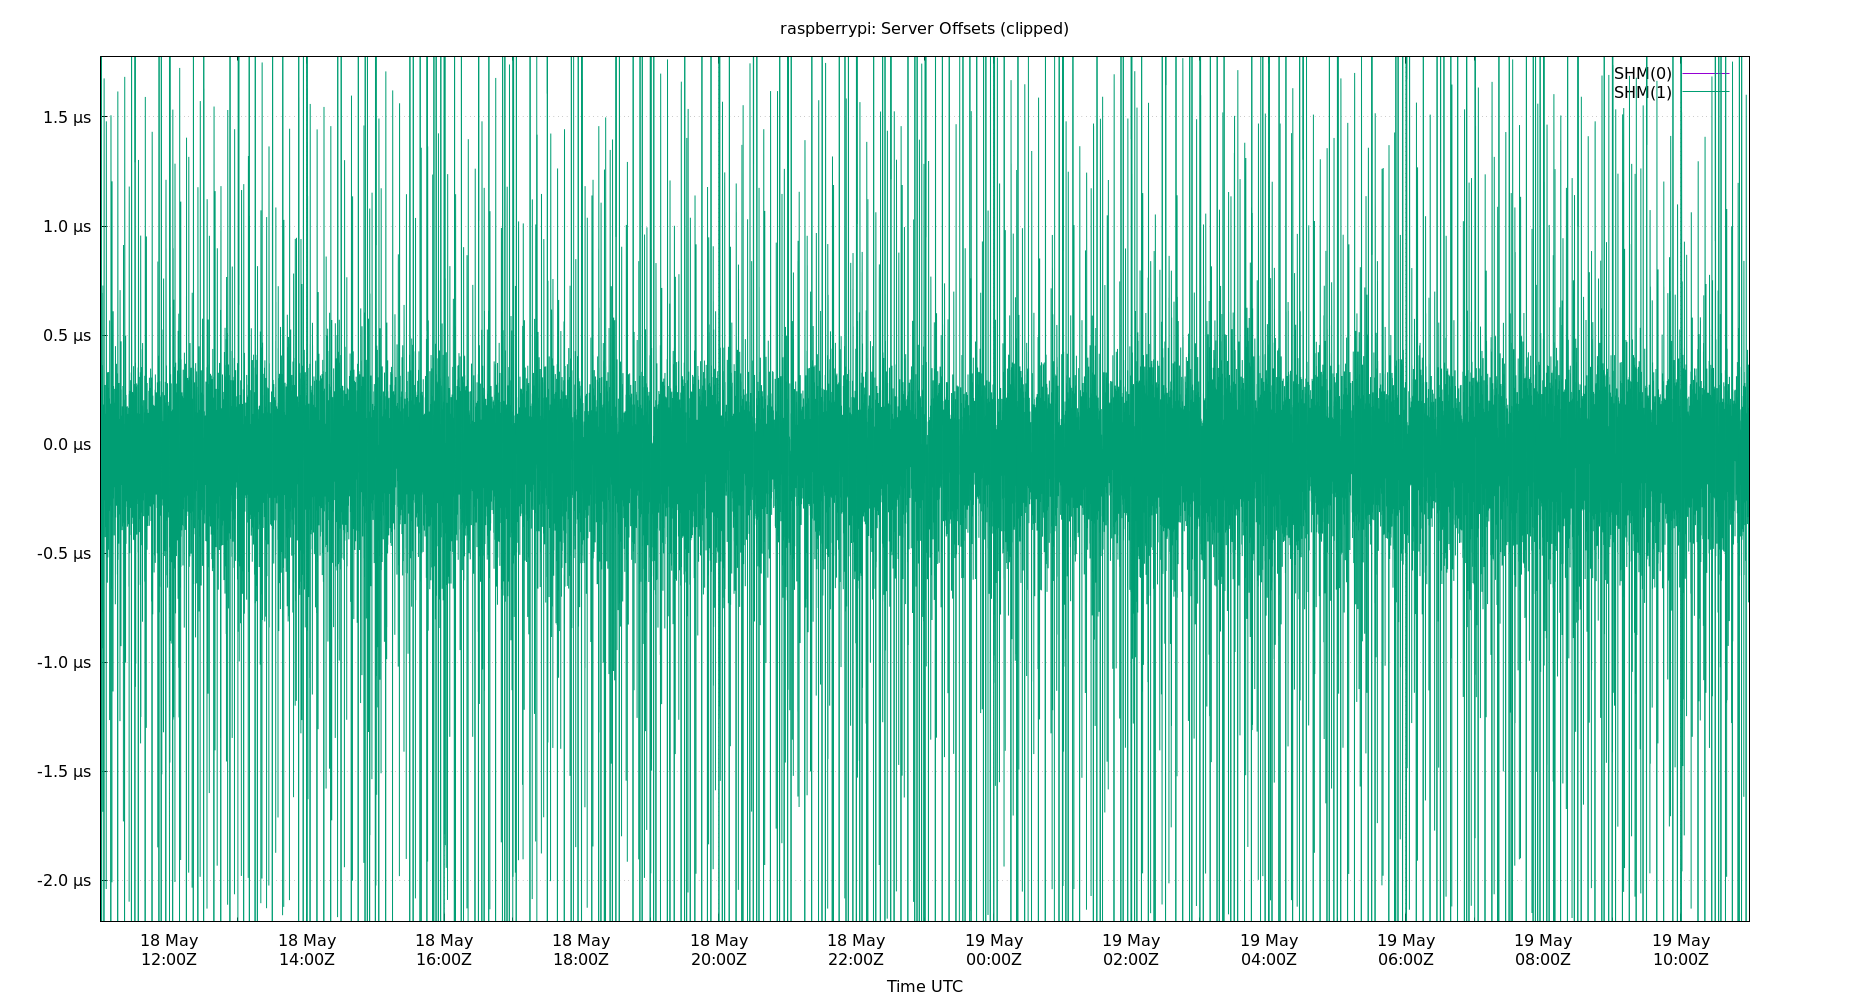 raspberrypi: Server Offsets (clipped)
SHM(0)
SHM(1)
1.5 µs
1.0 µs
0.5 µs
0.0 µs
-0.5 µs
-1.0 µs
-1.5 µs
-2.0 µs
18 May 18 May 18 May 18 May 18 May 18 May 19 May 19 May 19 May 19 May 19 May 19 May
12:00Z 14:00Z 16:00Z 18:00Z 20:00Z 22:00Z 00:00Z 02:00Z 04:00Z 06:00Z 08:00Z 10:00Z
Time UTC